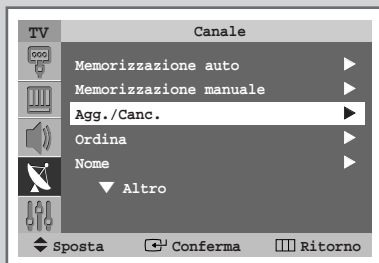 TV Canale
Memorizzazione auto
Memorizzazione manuale
Agg./Canc.
Ordina
Nome
Altro
Sposta Conferma Ritorno